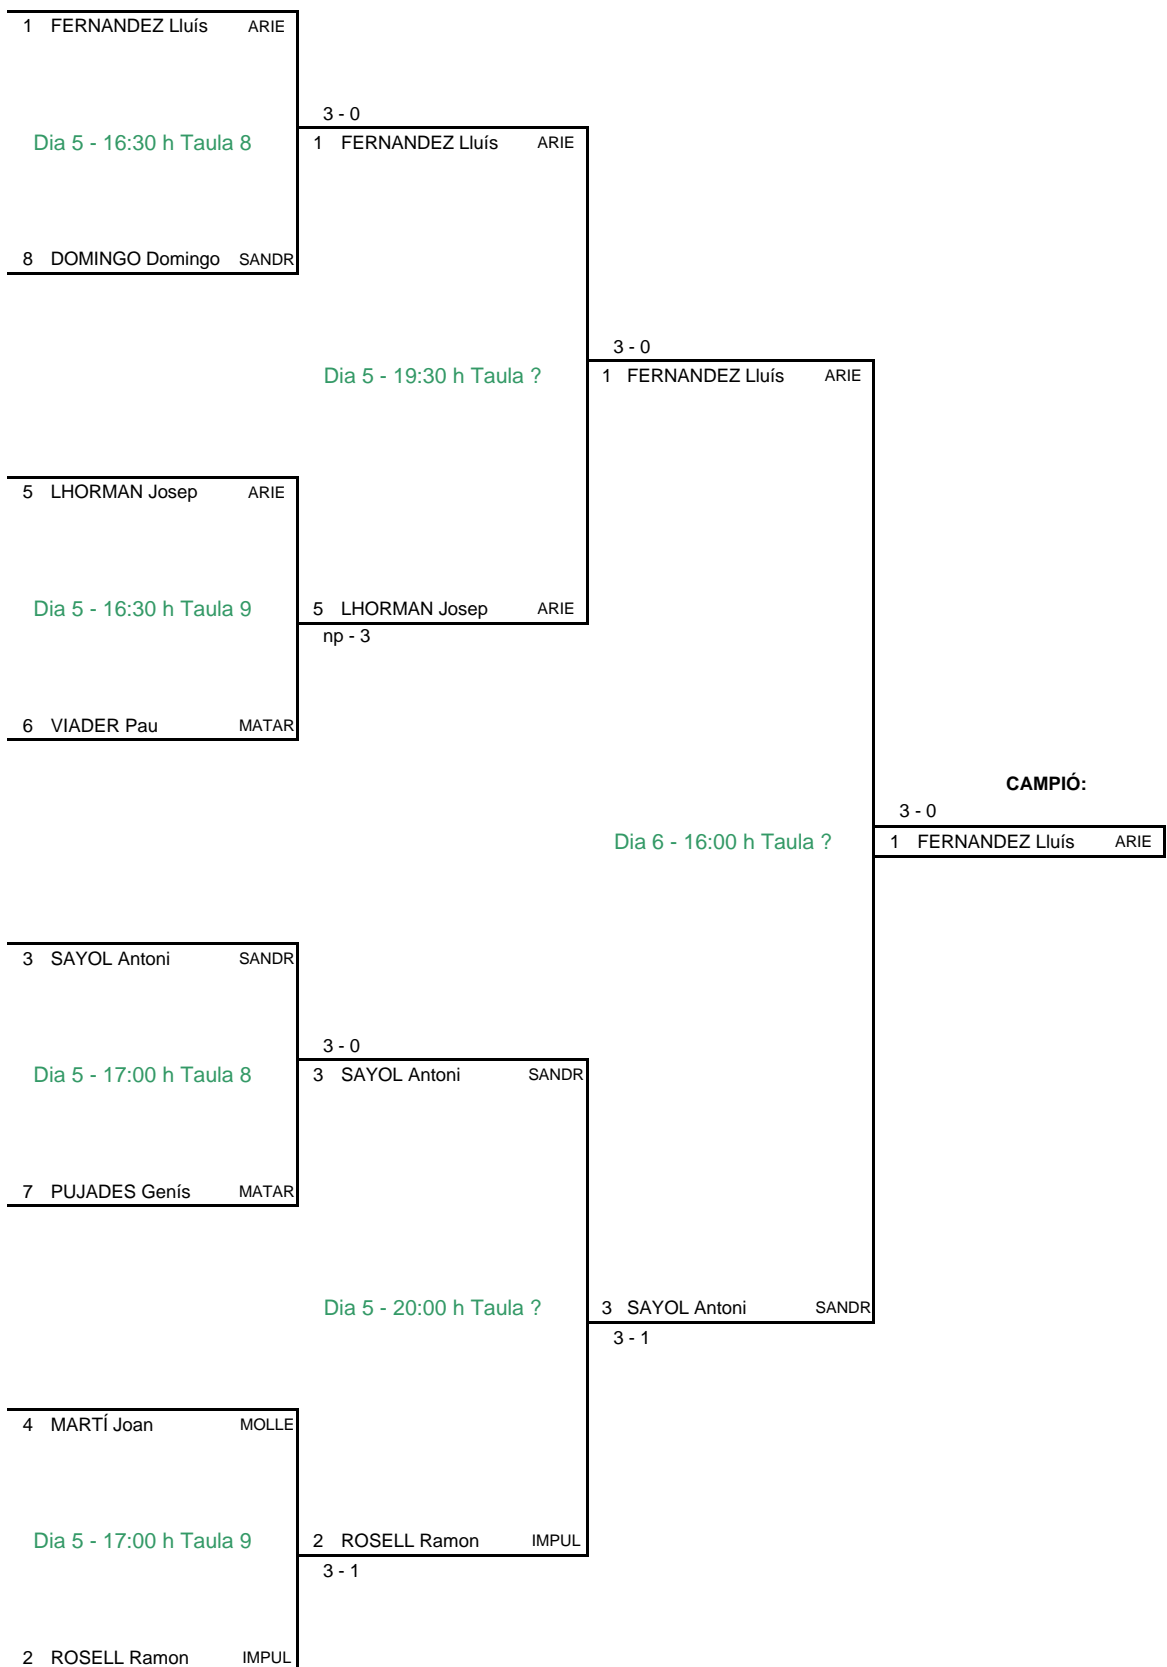 1 FERNANDEZ Lluís ARIE
3 - 0
Dia 5 - 16:30 h Taula 8
1 FERNANDEZ Lluís ARIE
8 DOMINGO Domingo SANDR
3 - 0
Dia 5 - 19:30 h Taula ?
1 FERNANDEZ Lluís ARIE
5 LHORMAN Josep ARIE
Dia 5 - 16:30 h Taula 9
5 LHORMAN Josep ARIE
np - 3
6 VIADER Pau MATAR
CAMPIÓ:
3 - 0
Dia 6 - 16:00 h Taula ?
1 FERNANDEZ Lluís ARIE
3 SAYOL Antoni SANDR
3 - 0
Dia 5 - 17:00 h Taula 8
3 SAYOL Antoni SANDR
7 PUJADES Genís MATAR
Dia 5 - 20:00 h Taula ?
3 SAYOL Antoni SANDR
3 - 1
4 MARTÍ Joan MOLLE
Dia 5 - 17:00 h Taula 9
2 ROSELL Ramon IMPUL
3 - 1
2 ROSELL Ramon IMPUL